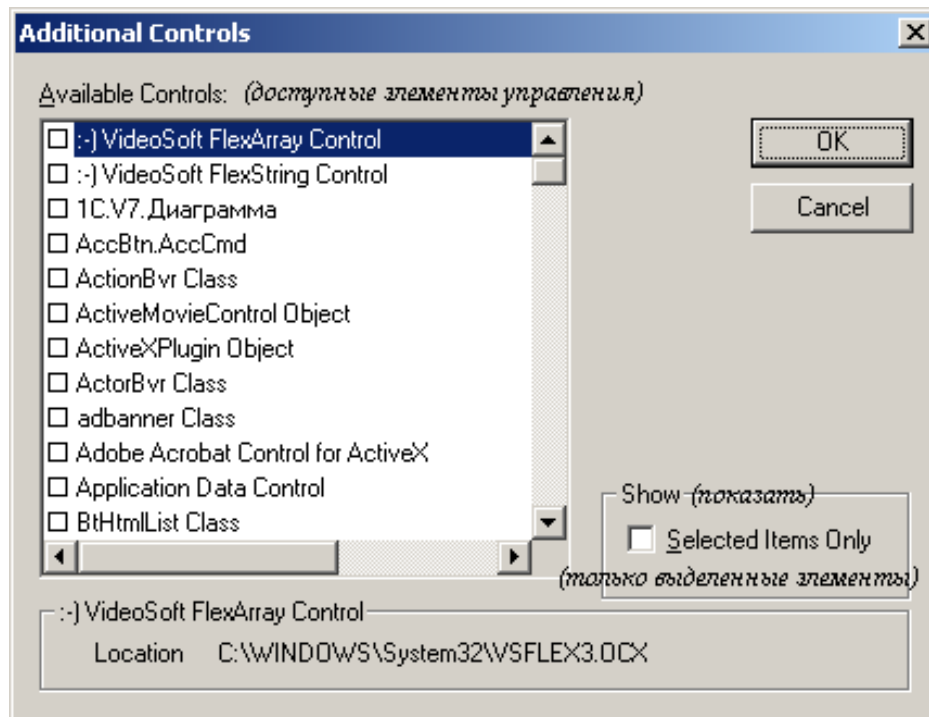 Additional Controls
Available Controls: (доступные элементы управления)
:-) VideoSoft FlexArray Control
OK
:-) VideoSoft FlexString Control
1C.V7.Диаграмма
Cancel
AccBtn.AccCmd
ActionBvr Class
ActiveMovieControl Object
ActiveXPlugin Object
ActorBvr Class
adbanner Class
Adobe Acrobat Control for ActiveX
Application Data Control
Show (показать)
BtHtmlList Class
Selected Items Only
(только выделенные элементы)
:-) VideoSoft FlexArray Control
Location C:\WINDOWS\System32\VSFLEX3.OCX